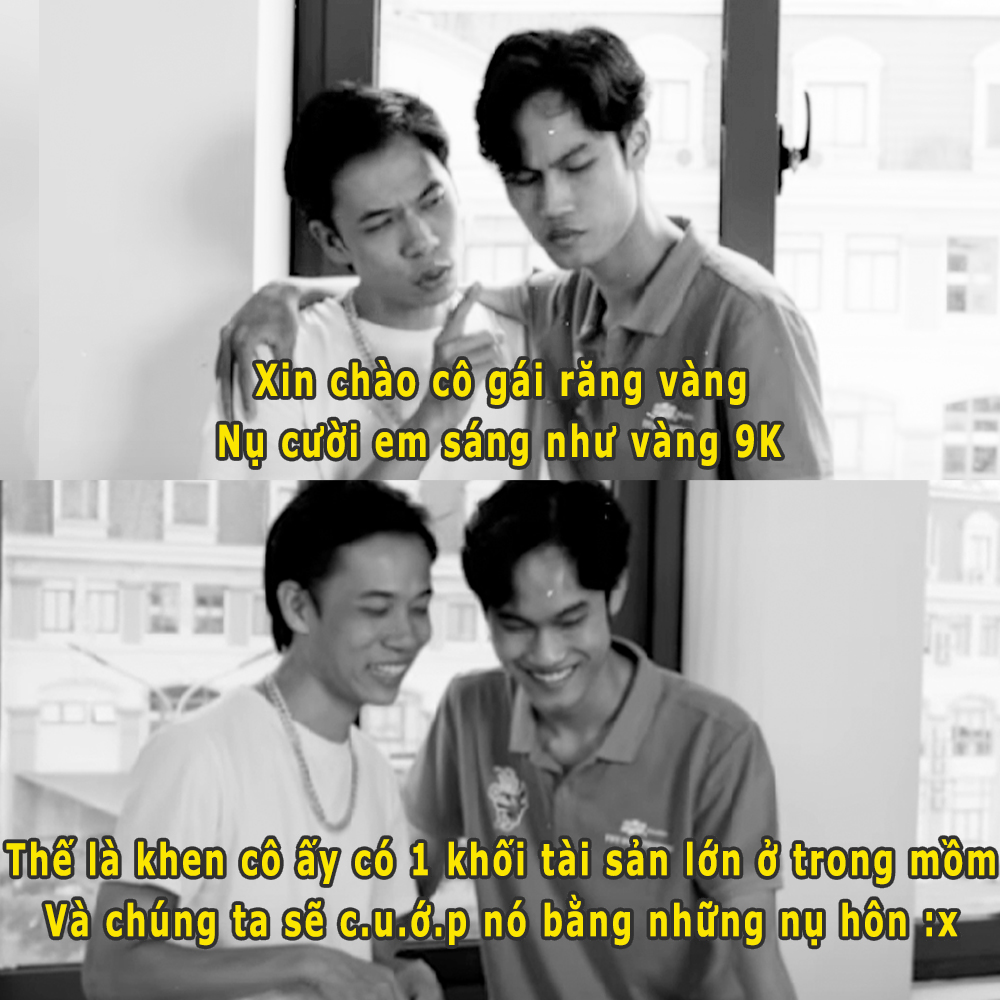 Xin chào cô gái răng vàng
Nụ cười em sáng như vàng 9K
Thế là khen cô ấy có 1 khối tài sản lớn ở trong mồm
Và chúng ta sẽ c.u.ớ.p nó bằng những nụ hôn :x